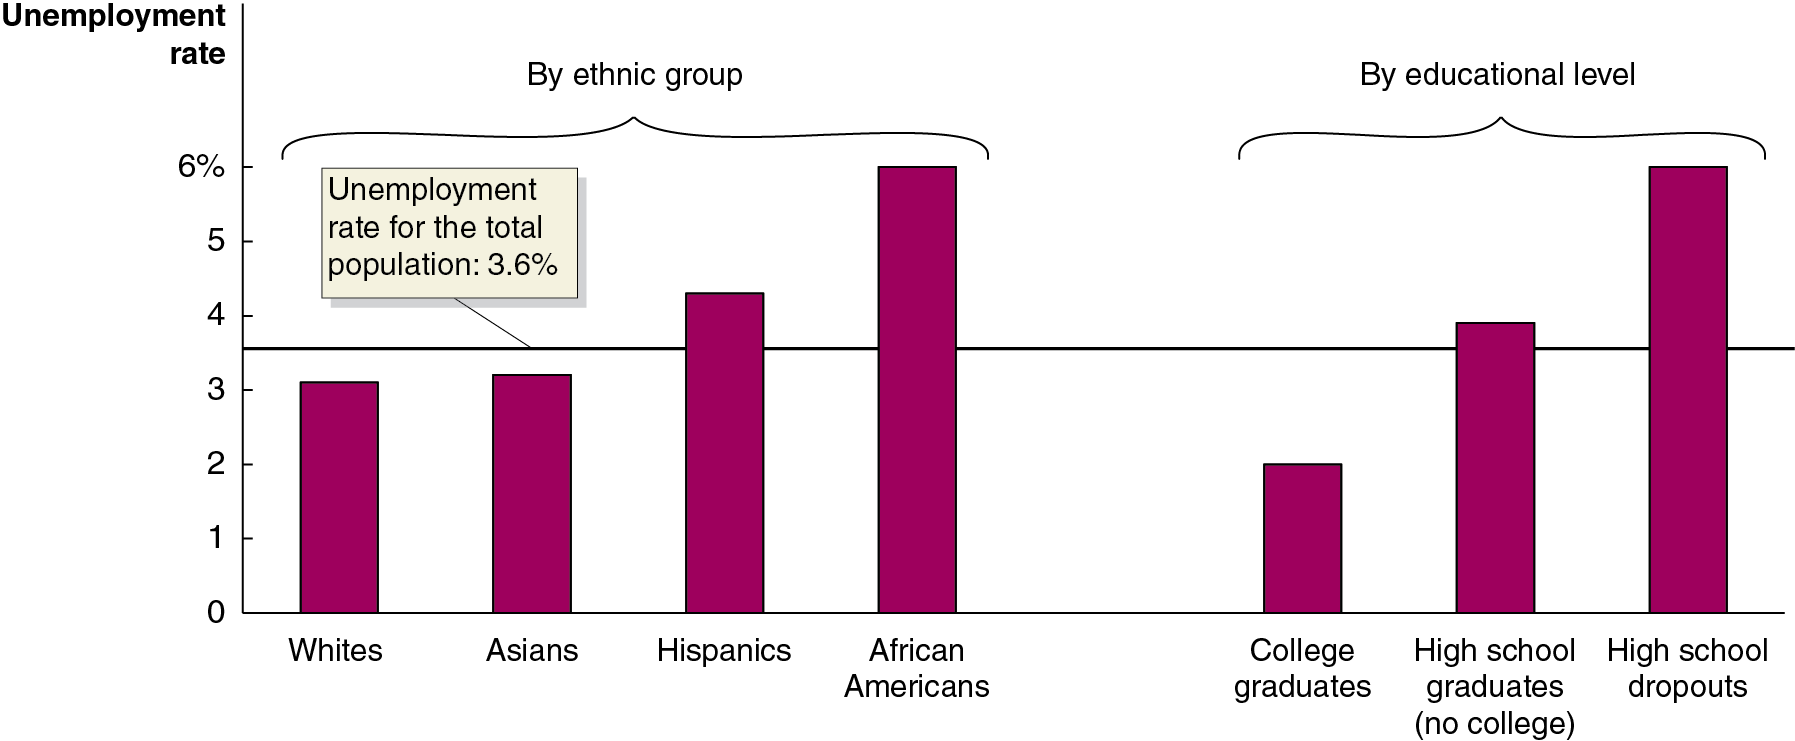 Unemployment
rate
By ethnic group
By educational level
6%
5
4
3
2
1
0
Unemployment
rate for the total
population: 3.6%
Whites
Asians
Hispanics
African
Americans
College
graduates
High school
graduates
(no college)
High school
dropouts